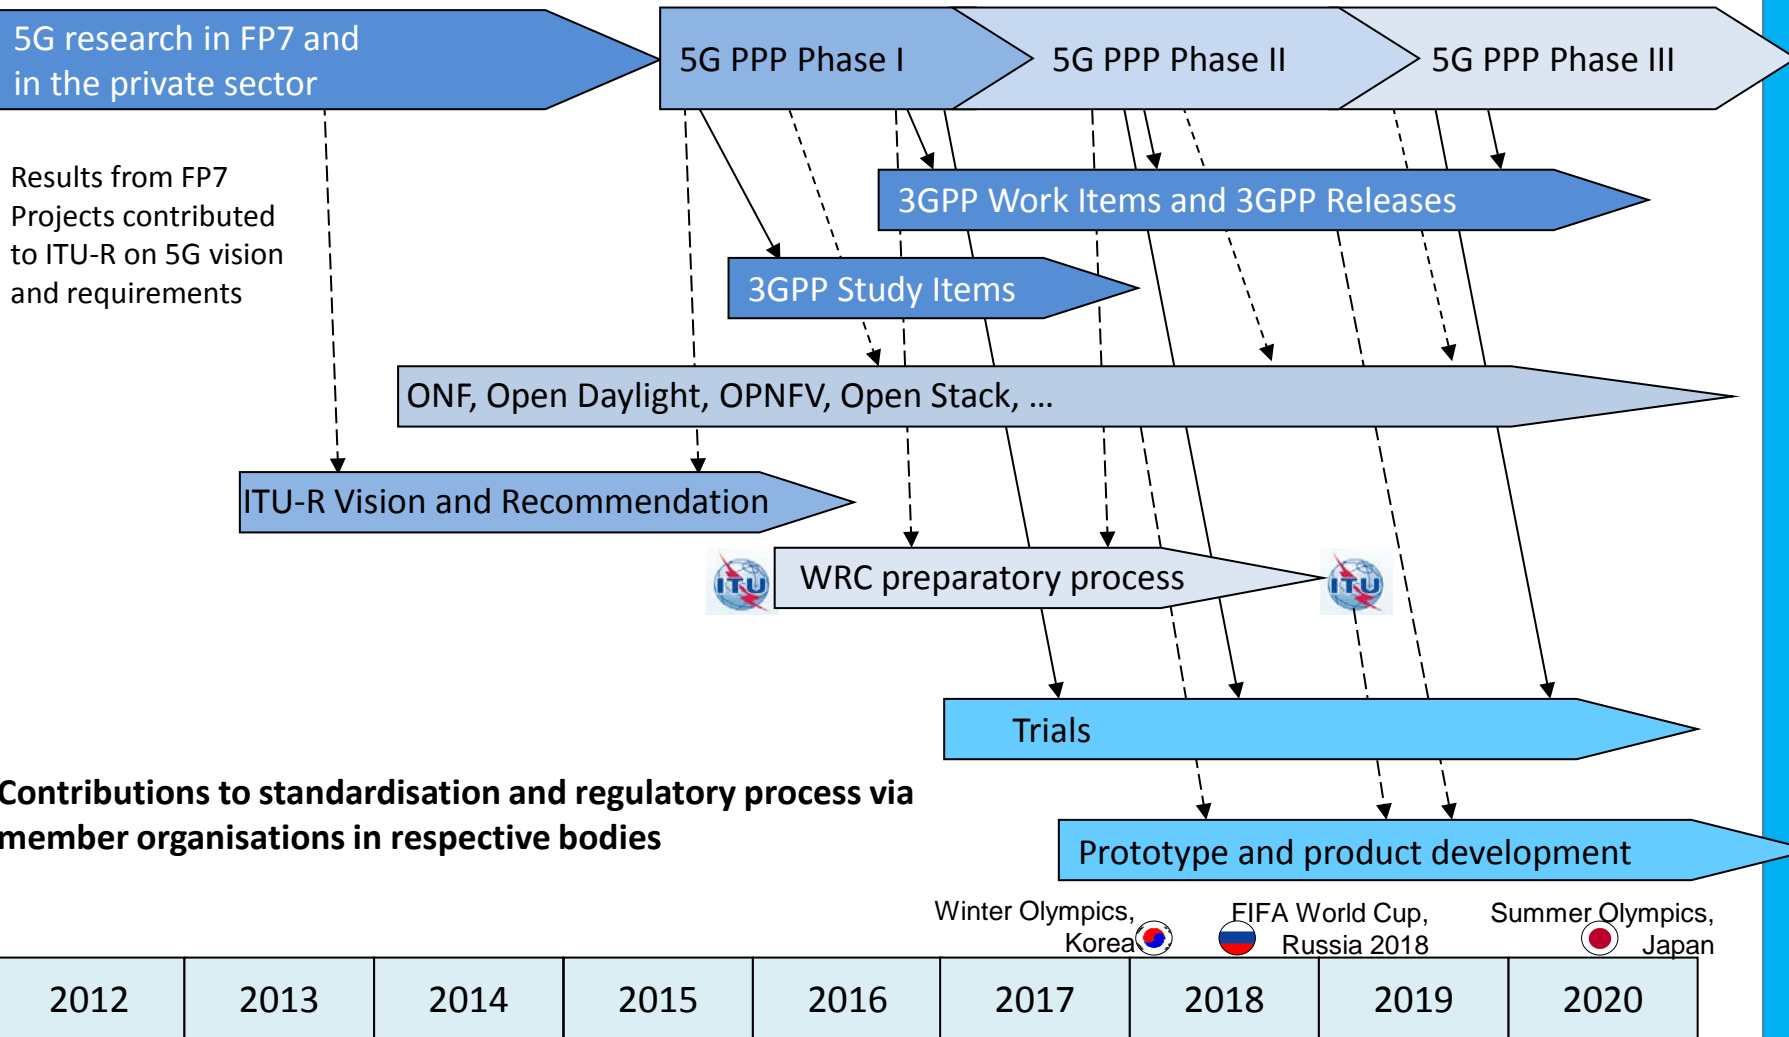 5G research in FP7 and
in the private sector
5G PPP Phase I
5G PPP Phase II
5G PPP Phase III
Results from FP7
Projects contributed
to ITU-R on 5G vision
and requirements
3GPP Work Items and 3GPP Releases
3GPP Study Items
ONF, Open Daylight, OPNFV, Open Stack, ...
ITU-R Vision and Recommendation
ITU
WRC preparatory process
ITU
Trials
Contributions to standardisation and regulatory process via
member organisations in respective bodies
Prototype and product development
Winter Olympics,
Korea
FIFA World Cup,
Russia 2018
Summer Olympics,
Japan
2012
2013
2014
2015
2016
2017
2018
2019
2020